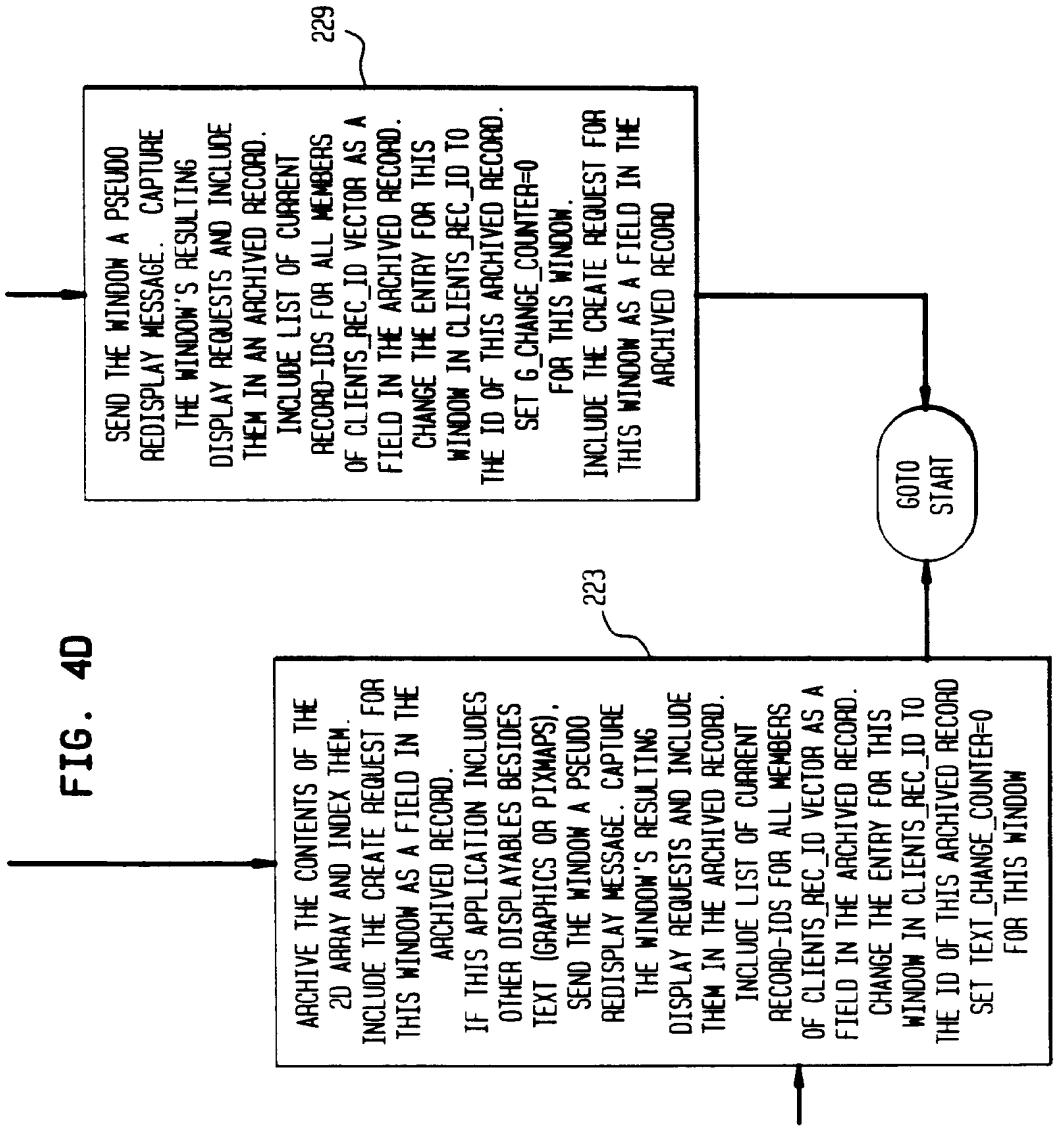 FIG. 4D
ARCHIVE THE CONTENTS OF THE
2D ARRAY AND INDEX THEM.
INCLUDE THE CREATE REQUEST FOR
THIS WINDOW AS A FIELD IN THE
ARCHIVED RECORD.
IF THIS APPLICATION INCLUDES
OTHER DISPLAYABLES BESIDES
TEXT (GRAPHICS OR PIXMAPS),
SEND THE WINDOW A PSEUDO
REDISPLAY MESSAGE. CAPTURE
THE WINDOW'S RESULTING
DISPLAY REQUESTS AND INCLUDE
THEM IN THE ARCHIVED RECORD.
INCLUDE LIST OF CURRENT
RECORD-IDS FOR ALL MEMBERS
OF CLIENTS_REC_ID VECTOR AS A
FIELD IN THE ARCHIVED RECORD.
CHANGE THE ENTRY FOR THIS
WINDOW IN CLIENTS_REC_ID TO
THE ID OF THIS ARCHIVED RECORD
SET TEXT_CHANGE_COUNTER=0
FOR THIS WINDOW
223
SEND THE WINDOW A PSEUDO
REDISPLAY MESSAGE. CAPTURE
THE WINDOW'S RESULTING
DISPLAY REQUESTS AND INCLUDE
THEM IN AN ARCHIVED RECORD.
INCLUDE LIST OF CURRENT
RECORD-IDS FOR ALL MEMBERS
OF CLIENTS_REC_ID VECTOR AS A
FIELD IN THE ARCHIVED RECORD.
CHANGE THE ENTRY FOR THIS
WINDOW IN CLIENTS_REC_ID TO
THE ID OF THIS ARCHIVED RECORD.
SET G_CHANGE_COUNTER=0
FOR THIS WINDOW.
INCLUDE THE CREATE REQUEST FOR
THIS WINDOW AS A FIELD IN THE
ARCHIVED RECORD
229
GOTO
START